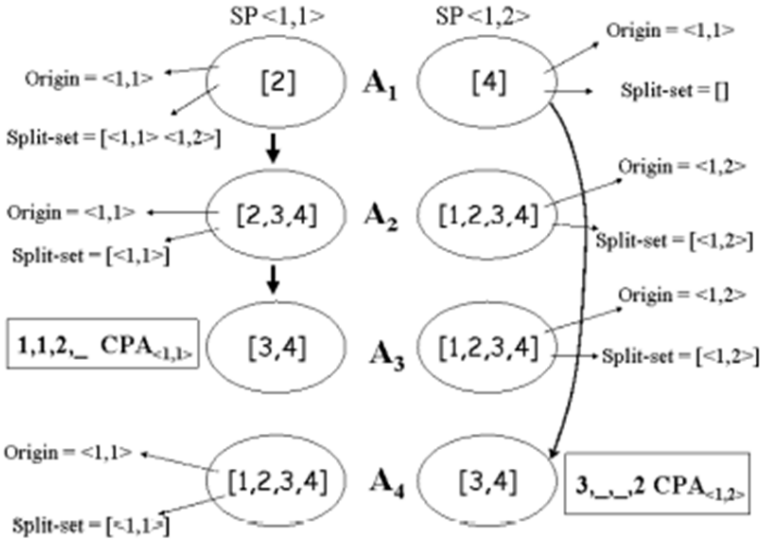 SP<1,1> SP<1,2>
Origin = <1,1> [2] A1 [4] Origin = <1,1>
Split-set = [<1,1> <1,2>] Split-set = []
Origin = <1,1> [2,3,4] A2 [1,2,3,4] Origin = <1,2>
Split-set = [<1,1>] Split-set = [<1,2>]
1,1,2,_ CPA<1,1> [3,4] A3 [1,2,3,4] Origin = <1,2>
Split-set = [<1,2>]
Origin = <1,1> [1,2,3,4] A4 [3,4] 3,_,_,2 CPA<1,2>
Split-set = [<1,1>]